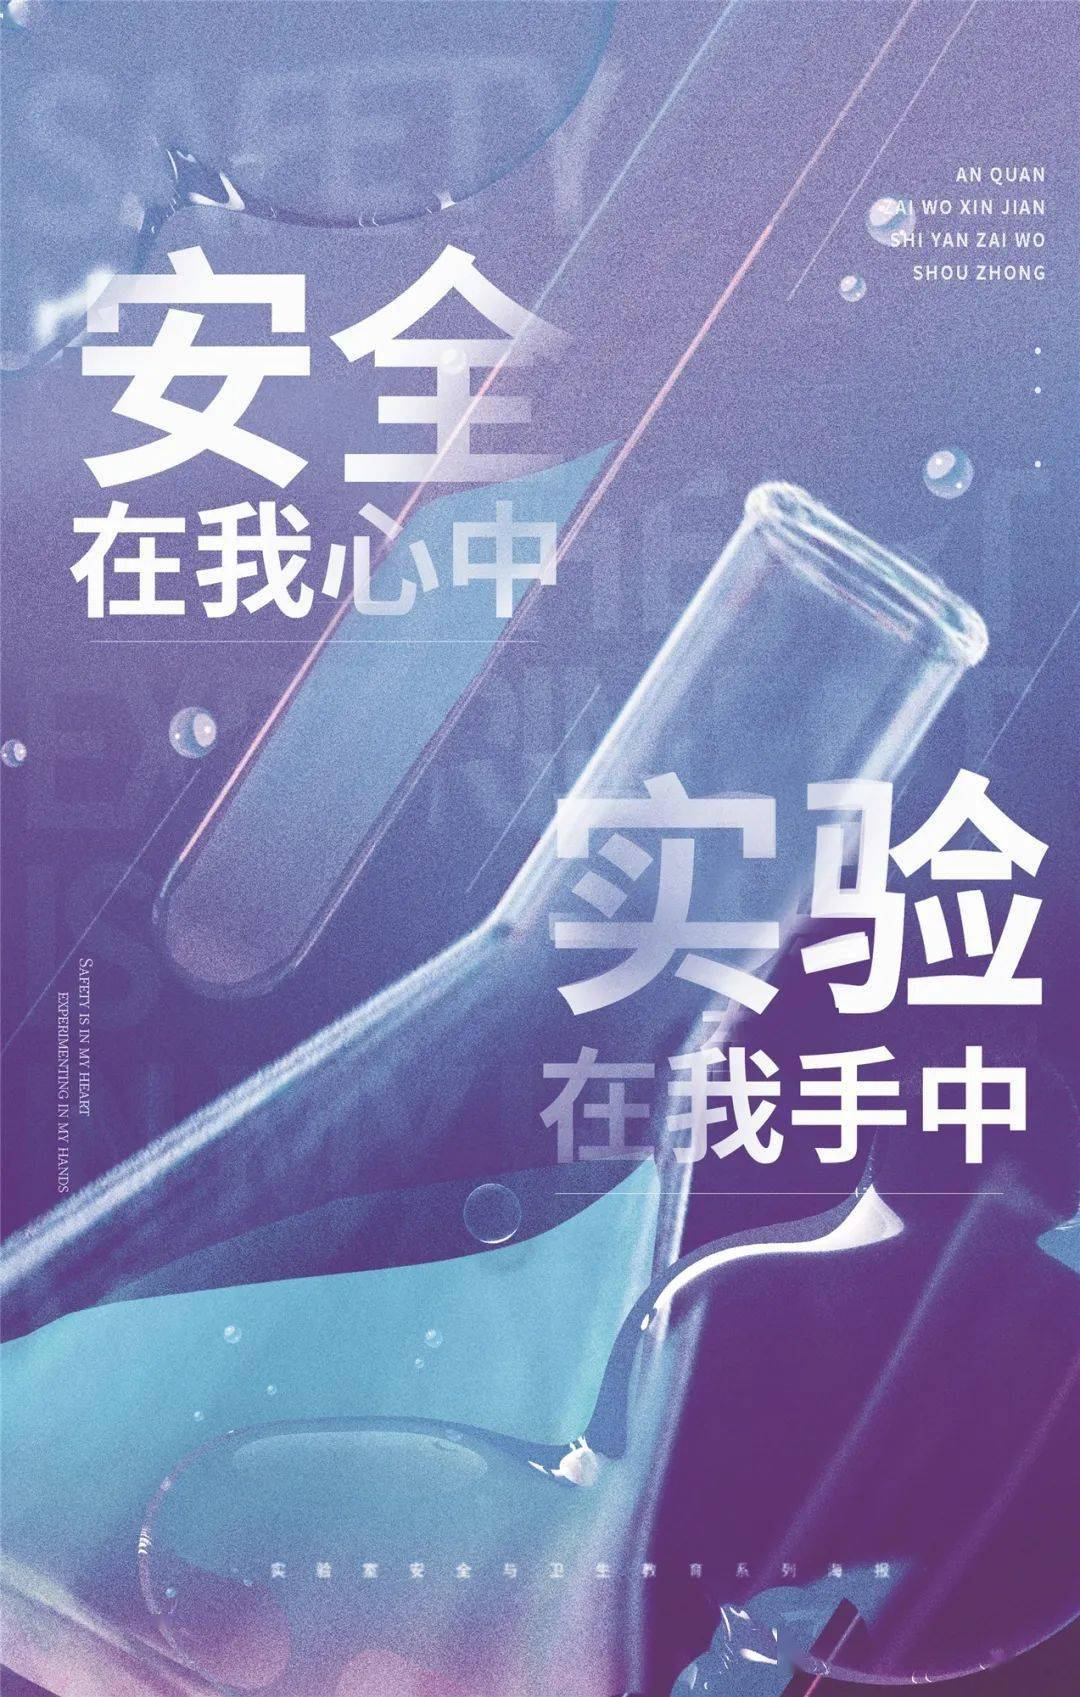 SAFETY
AN QUAN
ZAI WO XIN JIAN
SHI YAN ZAI WO
SHOU ZHONG
安全
在我心中
实验
在我手中
SAFETY IS IN MY HEART
EXPERIMENTING IN MY HANDS
实验室安全与卫生教育系列海报